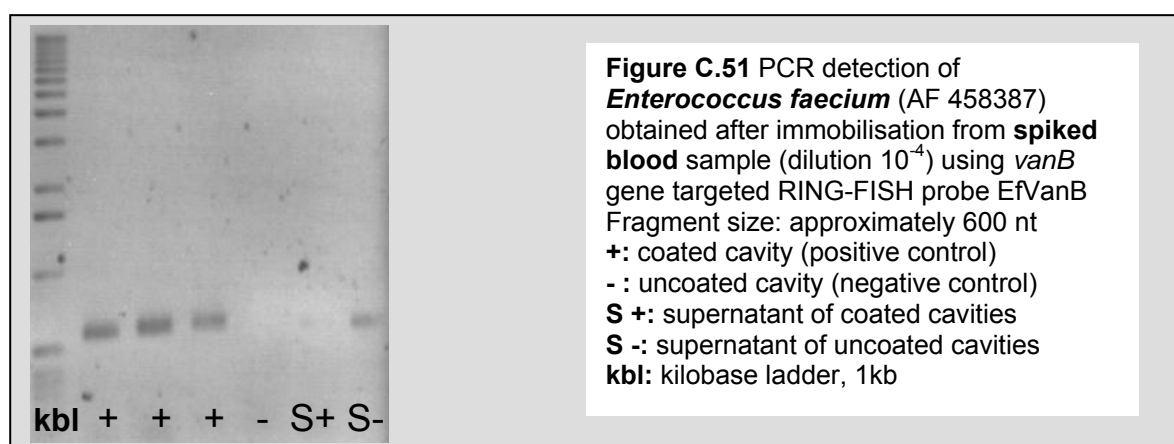 Figure C.51 PCR detection of
Enterococcus faecium (AF 458387)
obtained after immobilisation from spiked
blood sample (dilution 10⁻⁴) using vanB
gene targeted RING-FISH probe EfVanB
Fragment size: approximately 600 nt
+: coated cavity (positive control)
- : uncoated cavity (negative control)
S +: supernatant of coated cavities
S -: supernatant of uncoated cavities
kbl: kilobase ladder, 1kb
kbl + + + - S+ S-